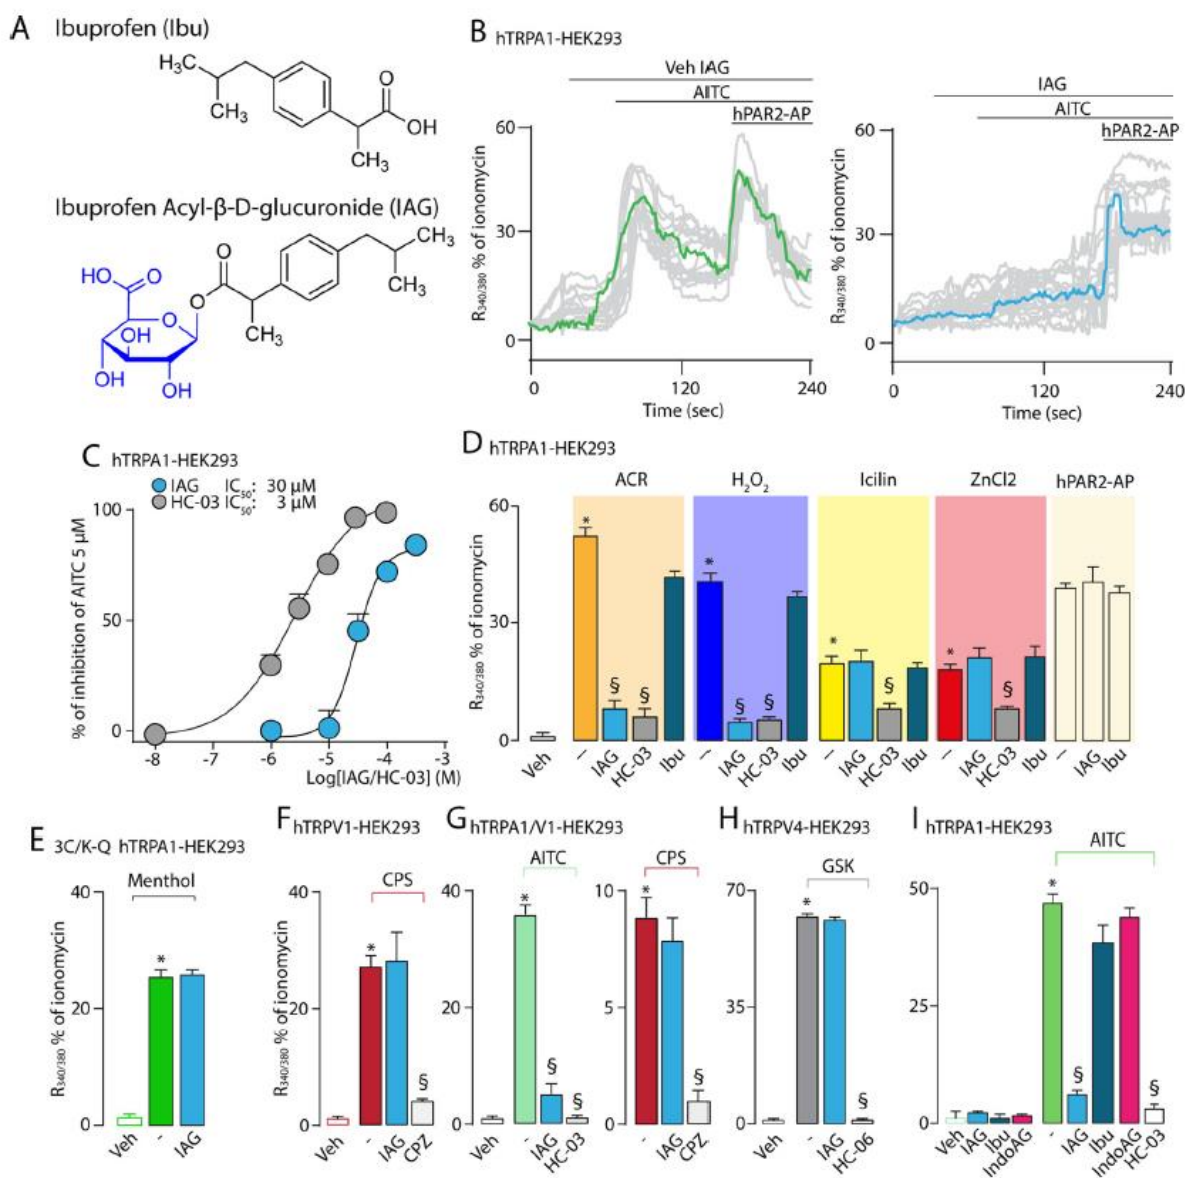 A
Ibuprofen (Ibu)
H₃C
CH₃
O
OH
CH₃
Ibuprofen Acyl-β-D-glucuronide (IAG)
HO
O
O
O
O
OH
OH
OH
CH₃
CH₃
CH₃
B hTRPA1-HEK293
Veh IAG
AITC
hPAR2-AP
R340/380 % of ionomycin
60
30
0
0
120
240
Time (sec)
IAG
AITC
hPAR2-AP
R340/380 % of ionomycin
60
30
0
0
120
240
Time (sec)
C hTRPA1-HEK293
IAG IC50: 30 µM
HC-03 IC50: 3 µM
% of inhibition of AITC 5 µM
100
50
0
-8 -7 -6 -5 -4 -3
Log[IAG/HC-03] (M)
D hTRPA1-HEK293
ACR H₂O₂ Icilin ZnCl2 hPAR2-AP
R340/380 % of ionomycin
60
30
0
* § § * § § * § * §
Veh - IAG HC-03 Ibu - IAG HC-03 Ibu - IAG HC-03 Ibu - IAG HC-03 Ibu - IAG Ibu
E 3C/K-Q hTRPA1-HEK293
Menthol
R340/380 % of ionomycin
40
20
0
*
Veh - IAG
F hTRPV1-HEK293
CPS
R340/380 % of ionomycin
40
20
0
* §
Veh - IAG CPZ
G hTRPA1/V1-HEK293
AITC
40
20
0
* § §
Veh - IAG HC-03
CPS
10
5
0
* §
- IAG CPZ
H hTRPV4-HEK293
GSK
70
35
0
* §
Veh - IAG HC-06
I hTRPA1-HEK293
AITC
50
25
0
* § §
Veh IAG Ibu IndoAG - IAG Ibu IndoAG HC-03